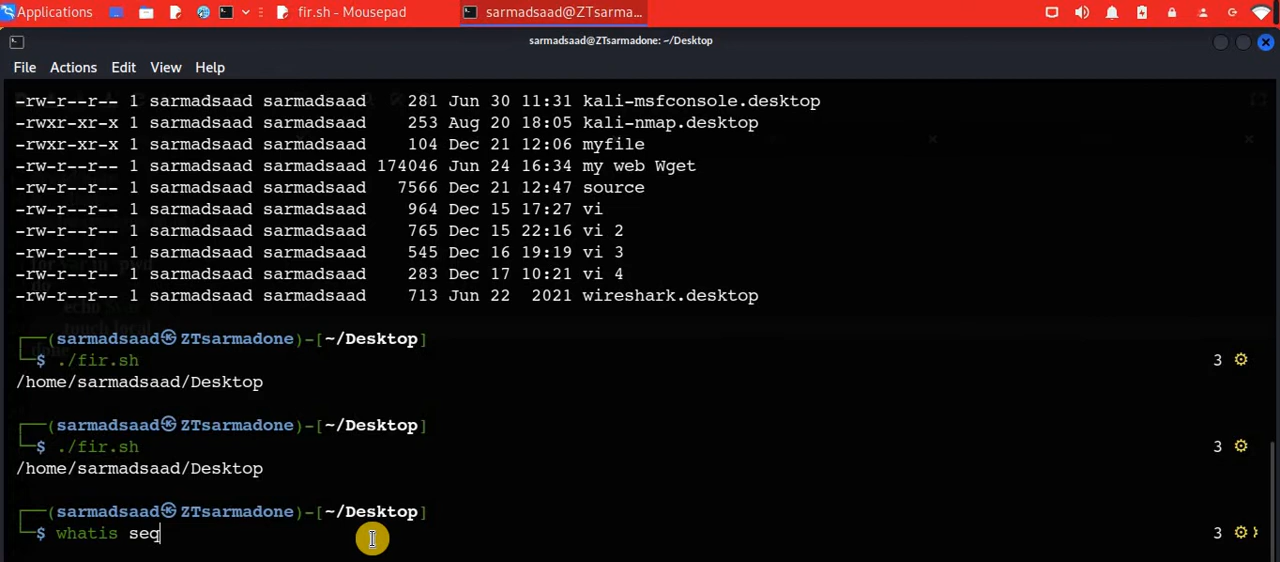 Applications fir.sh - Mousepad sarmadsaad@ZTsarma...
sarmadsaad@ZTsarmadone: ~/Desktop
File Actions Edit View Help
-rw-r--r-- 1 sarmadsaad sarmadsaad 281 Jun 30 11:31 kali-msfconsole.desktop
-rwxr-xr-x 1 sarmadsaad sarmadsaad 253 Aug 20 18:05 kali-nmap.desktop
-rwxr-xr-x 1 sarmadsaad sarmadsaad 104 Dec 21 12:06 myfile
-rw-r--r-- 1 sarmadsaad sarmadsaad 174046 Jun 24 16:34 my web Wget
-rw-r--r-- 1 sarmadsaad sarmadsaad 7566 Dec 21 12:47 source
-rw-r--r-- 1 sarmadsaad sarmadsaad 964 Dec 15 17:27 vi
-rw-r--r-- 1 sarmadsaad sarmadsaad 765 Dec 15 22:16 vi 2
-rw-r--r-- 1 sarmadsaad sarmadsaad 545 Dec 16 19:19 vi 3
-rw-r--r-- 1 sarmadsaad sarmadsaad 283 Dec 17 10:21 vi 4
-rw-r--r-- 1 sarmadsaad sarmadsaad 713 Jun 22 2021 wireshark.desktop
┌──(sarmadsaad㉿ZTsarmadone)-[~/Desktop]
└─$ ./fir.sh 3
/home/sarmadsaad/Desktop
┌──(sarmadsaad㉿ZTsarmadone)-[~/Desktop]
└─$ ./fir.sh 3
/home/sarmadsaad/Desktop
┌──(sarmadsaad㉿ZTsarmadone)-[~/Desktop]
└─$ whatis seq 3